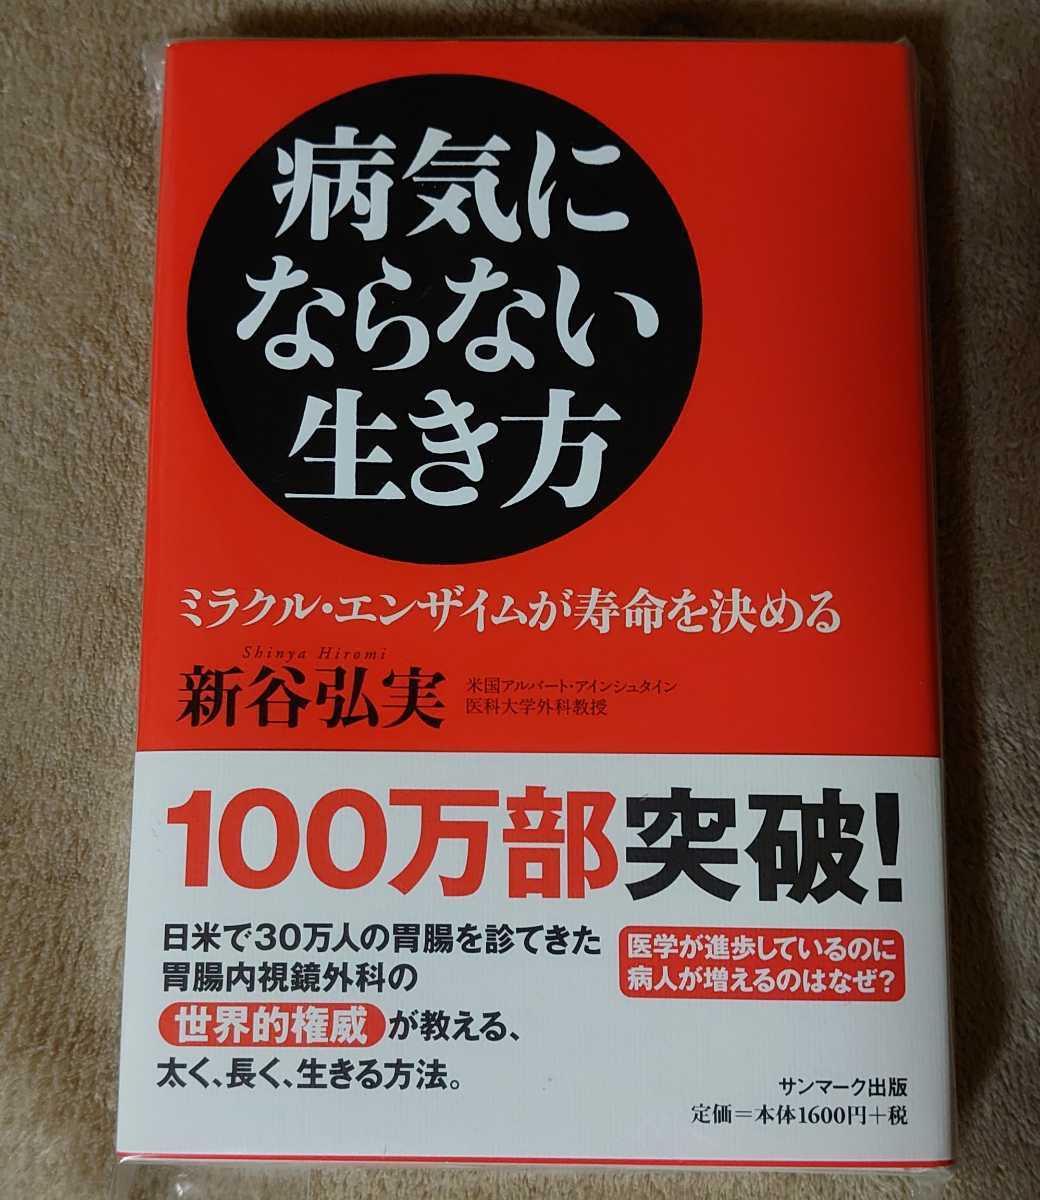 病気に
ならない
生き方
ミラクル・エンザイムが寿命を決める
Shinya Hiromi
新谷弘実
米国アルバート・アインシュタイン
医科大学外科教授
100万部突破!
日米で30万人の胃腸を診てきた
胃腸内視鏡外科の
世界的権威が教える、
太く、長く、生きる方法。
医学が進歩しているのに
病人が増えるのはなぜ?
サンマーク出版
定価=本体1600円+税